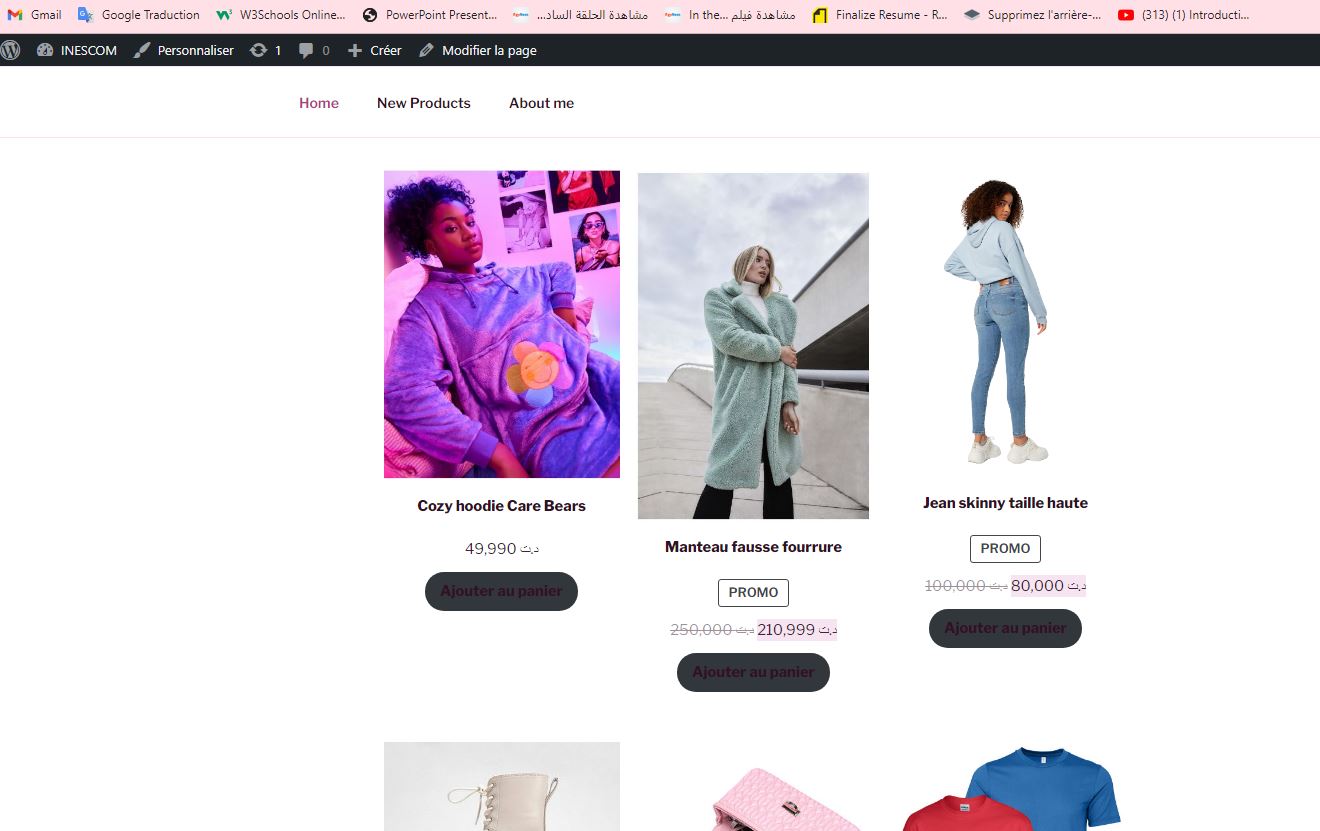 Gmail Google Traduction W3Schools Online... PowerPoint Present... مشاهدة الحلقة الساد... In the... مشاهدة فيلم Finalize Resume - R... Supprimez l'arrière-... (313) (1) Introducti...
INESCOM Personnaliser 1 0 Créer Modifier la page
Home New Products About me
Cozy hoodie Care Bears
49,990 د.ت
Ajouter au panier
Manteau fausse fourrure
PROMO
250,000 د.ت 210,999 د.ت
Ajouter au panier
Jean skinny taille haute
PROMO
100,000 د.ت 80,000 د.ت
Ajouter au panier